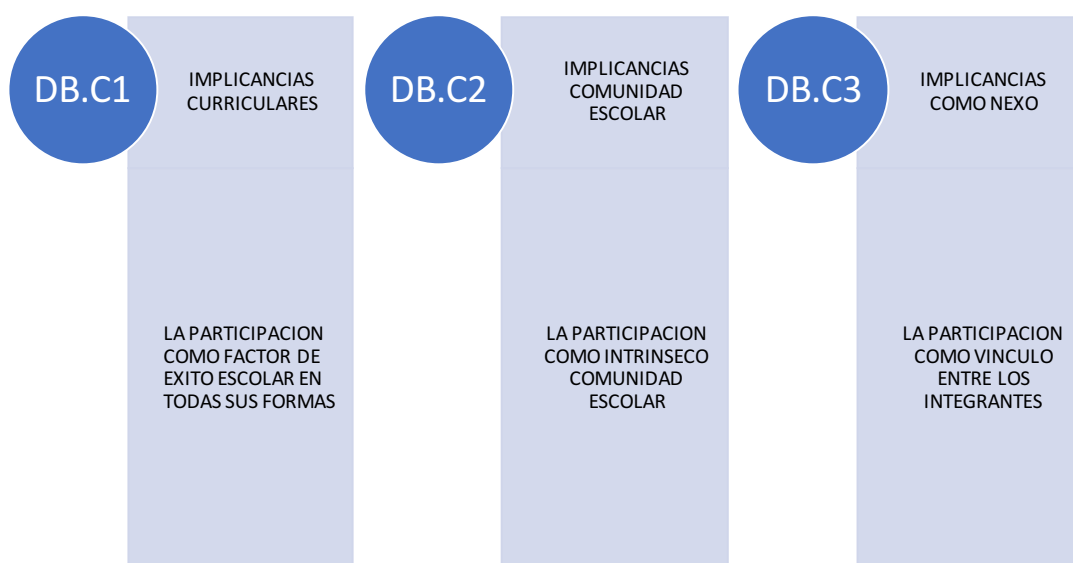 DB.C1
IMPLICANCIAS
CURRICULARES
LA PARTICIPACION
COMO FACTOR DE
EXITO ESCOLAR EN
TODAS SUS FORMAS
DB.C2
IMPLICANCIAS
COMUNIDAD
ESCOLAR
LA PARTICIPACION
COMO INTRINSECO
COMUNIDAD
ESCOLAR
DB.C3
IMPLICANCIAS
COMO NEXO
LA PARTICIPACION
COMO VINCULO
ENTRE LOS
INTEGRANTES